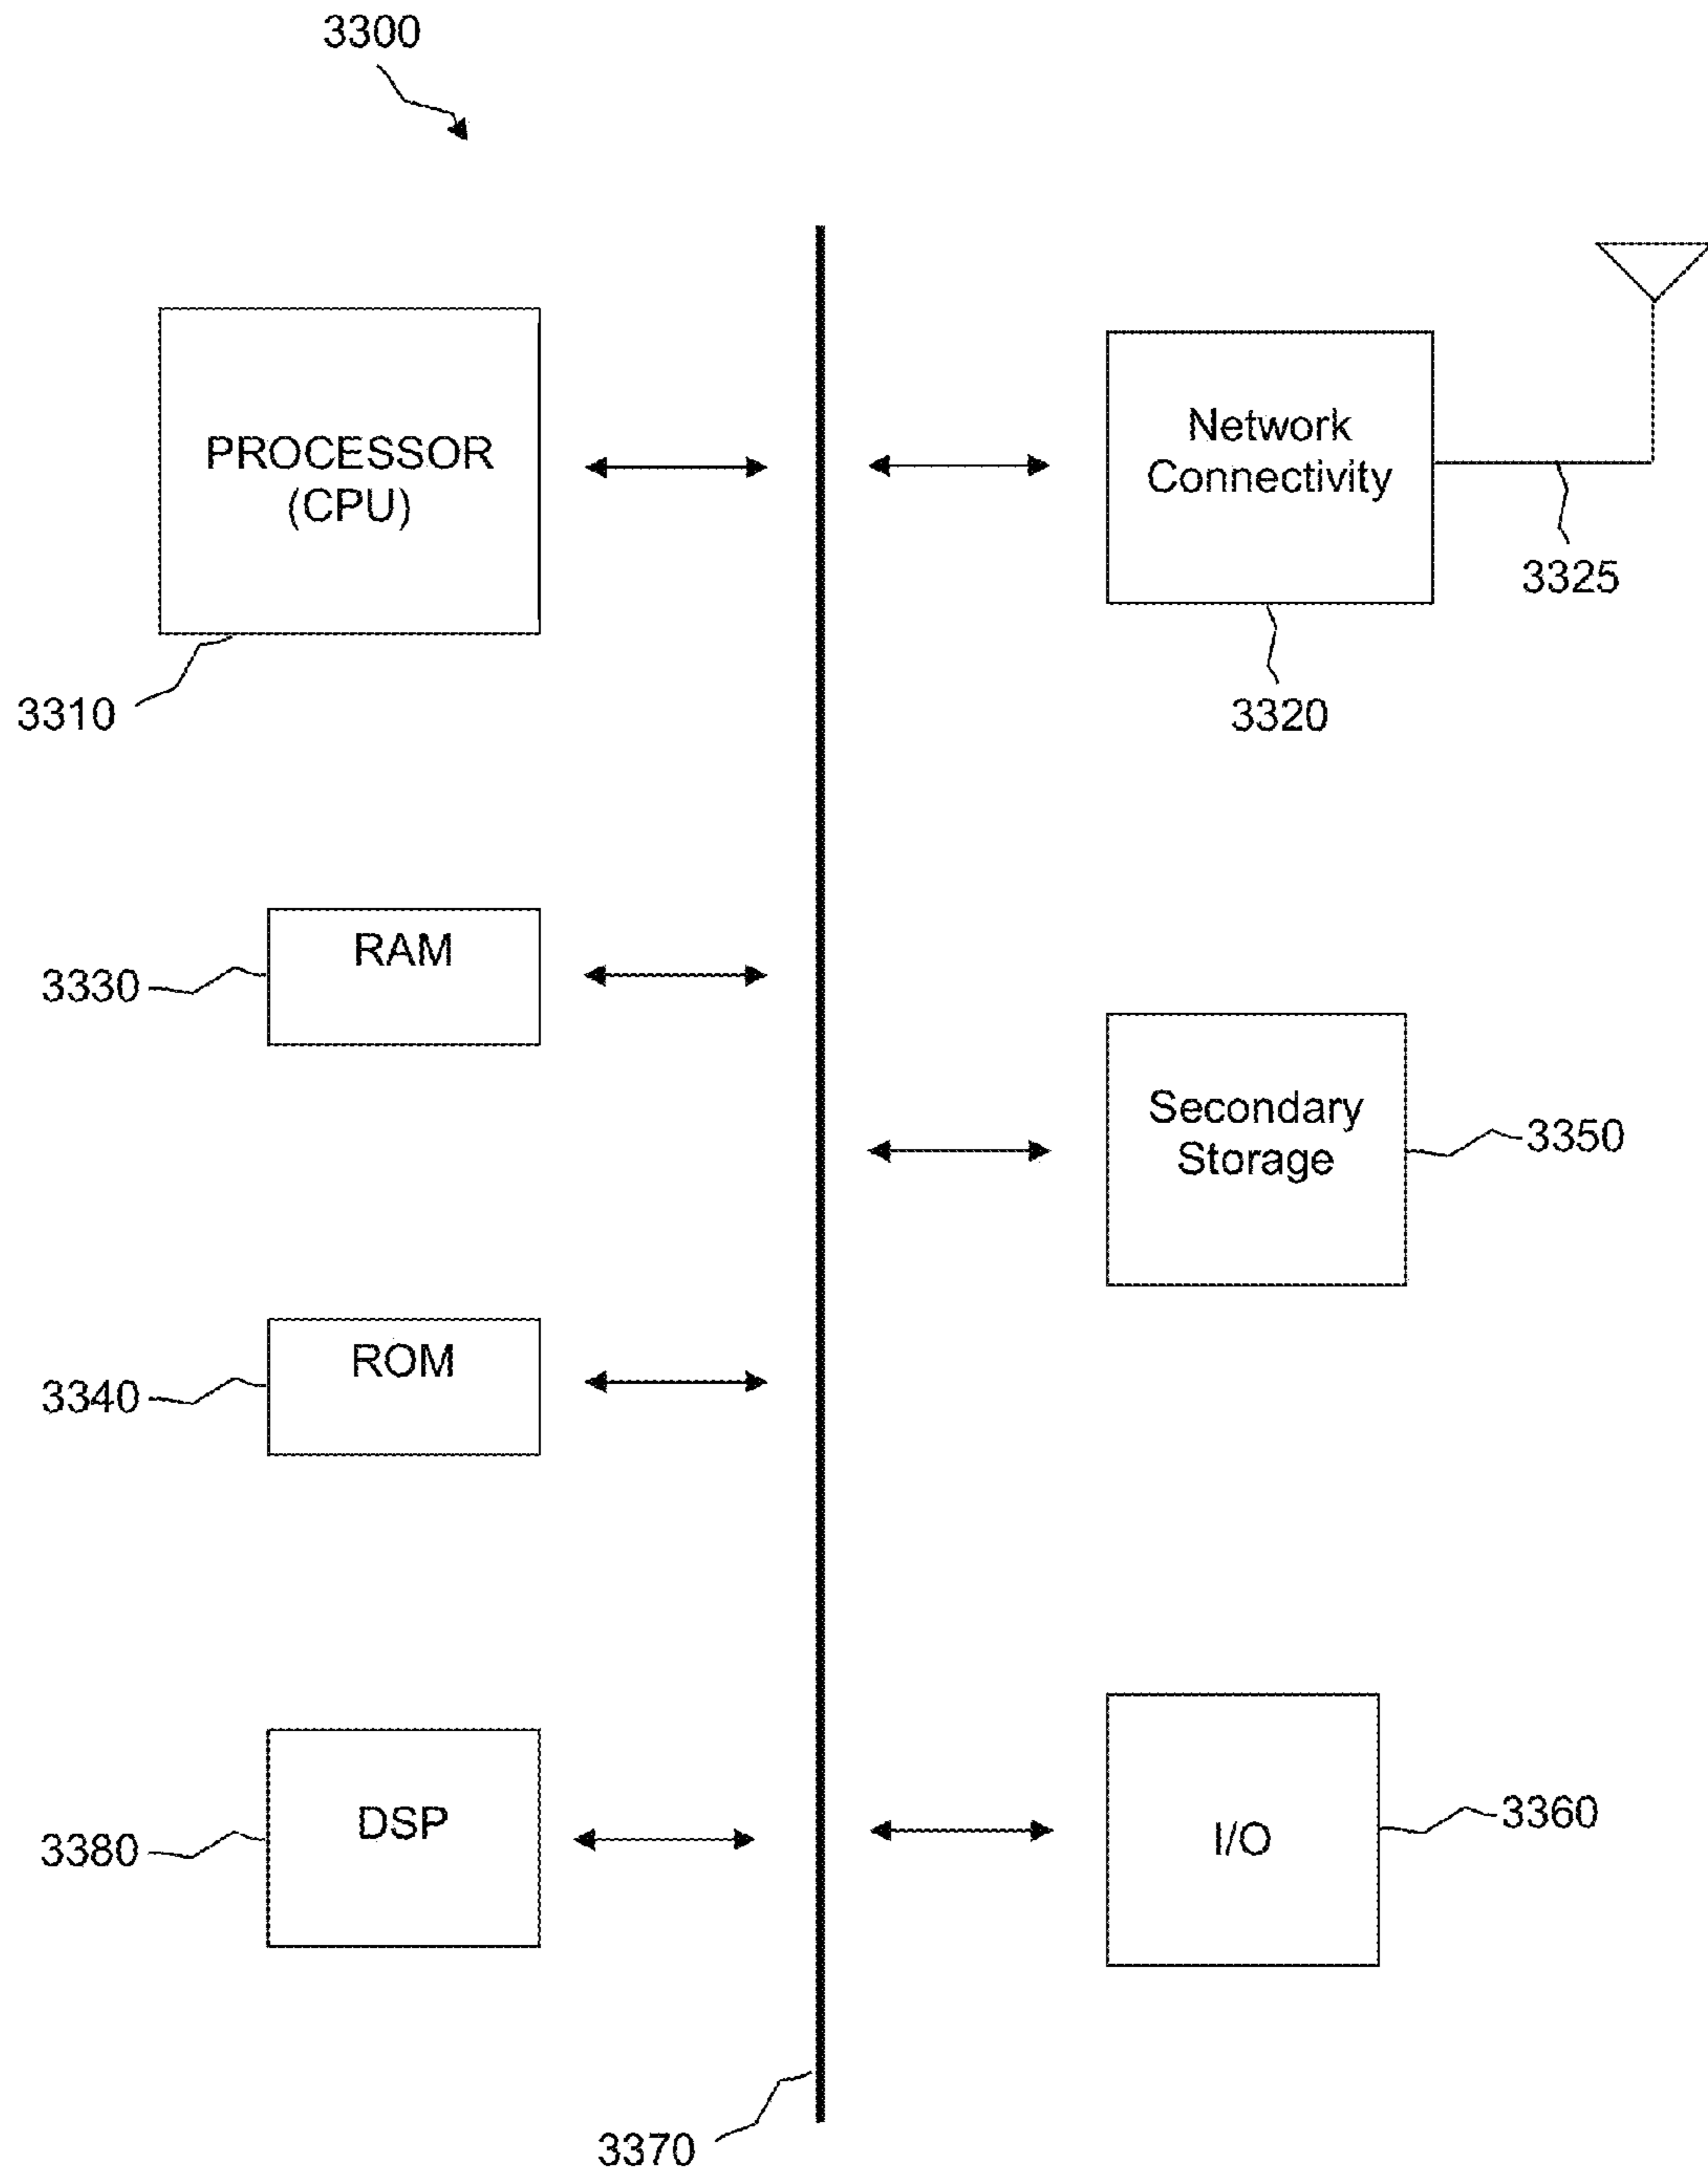 3300
PROCESSOR
(CPU)
3310
Network
Connectivity
3325
3320
RAM
3330
Secondary
Storage
3350
ROM
3340
DSP
3380
I/O
3360
3370